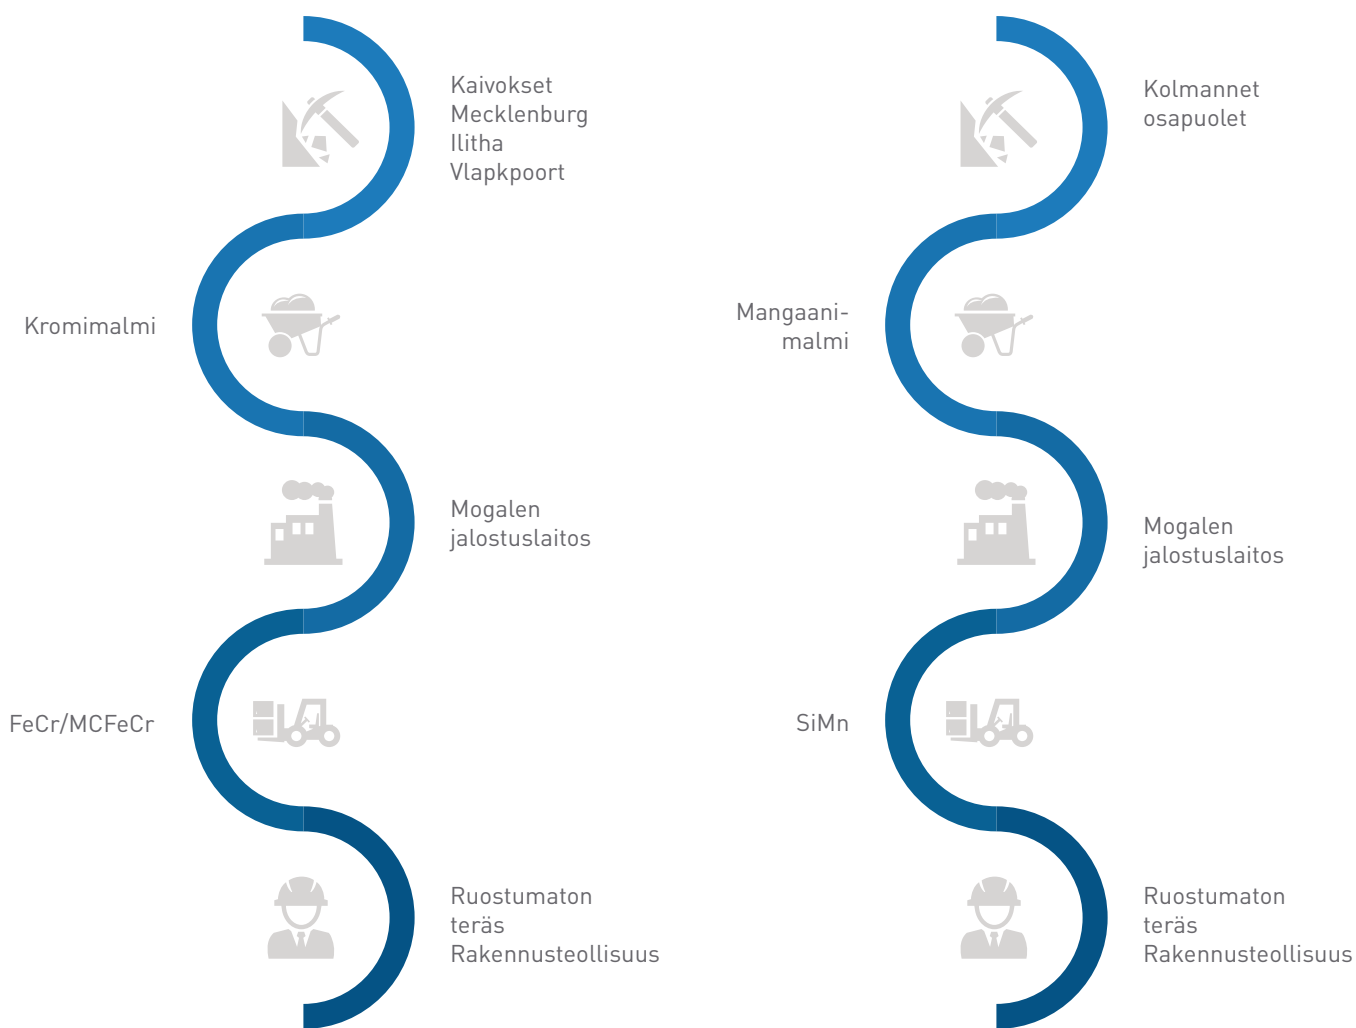 Kaivokset
Mecklenburg
Ilitha
Vlapkpoort
Kromimalmi
Mogalen
jalostuslaitos
FeCr/MCFeCr
Ruostumaton
teräs
Rakennusteollisuus
Kolmannet
osapuolet
Mangaani-
malmi
Mogalen
jalostuslaitos
SiMn
Ruostumaton
teräs
Rakennusteollisuus